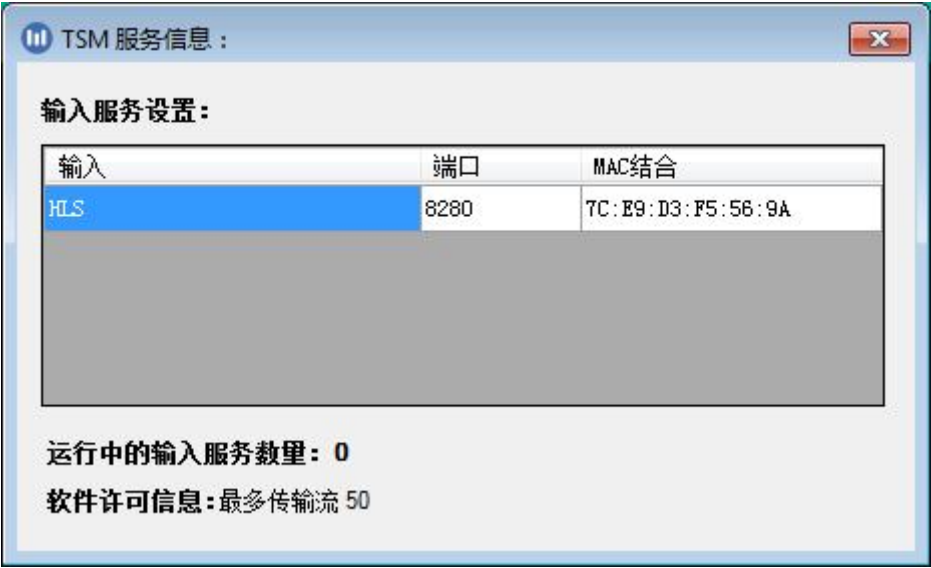 TSM 服务信息：
输入服务设置：
输入 端口 MAC结合
HLS 8280 7C:E9:D3:F5:56:9A
运行中的输入服务数量：0
软件许可信息：最多传输流 50